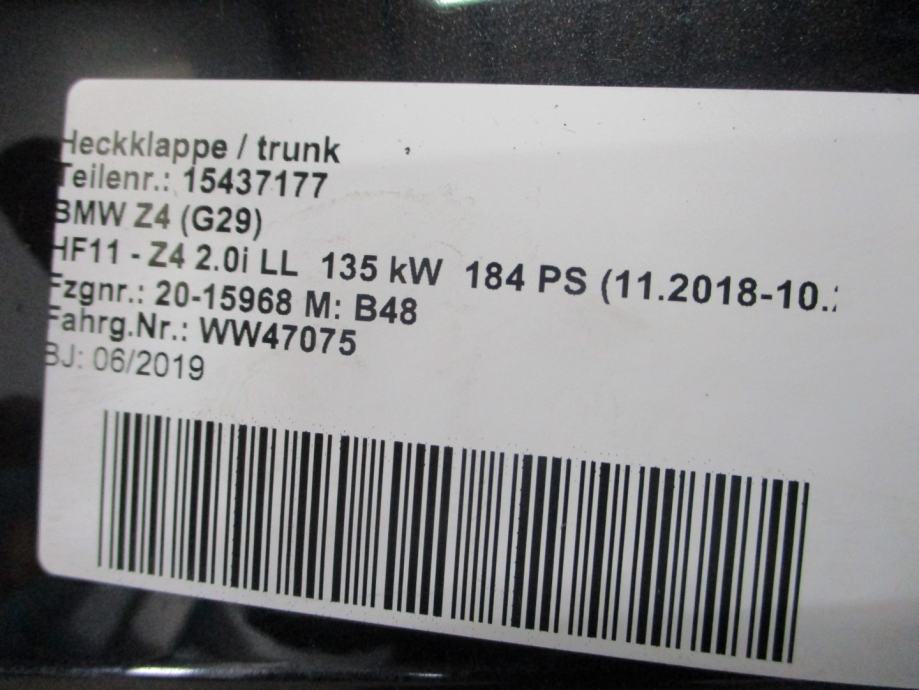 Heckklappe / trunk
Teilenr.: 15437177
BMW Z4 (G29)
HF11 - Z4 2.0i LL 135 kW 184 PS (11.2018-10.
Fzgnr.: 20-15968 M: B48
Fahrg.Nr.: WW47075
BJ: 06/2019